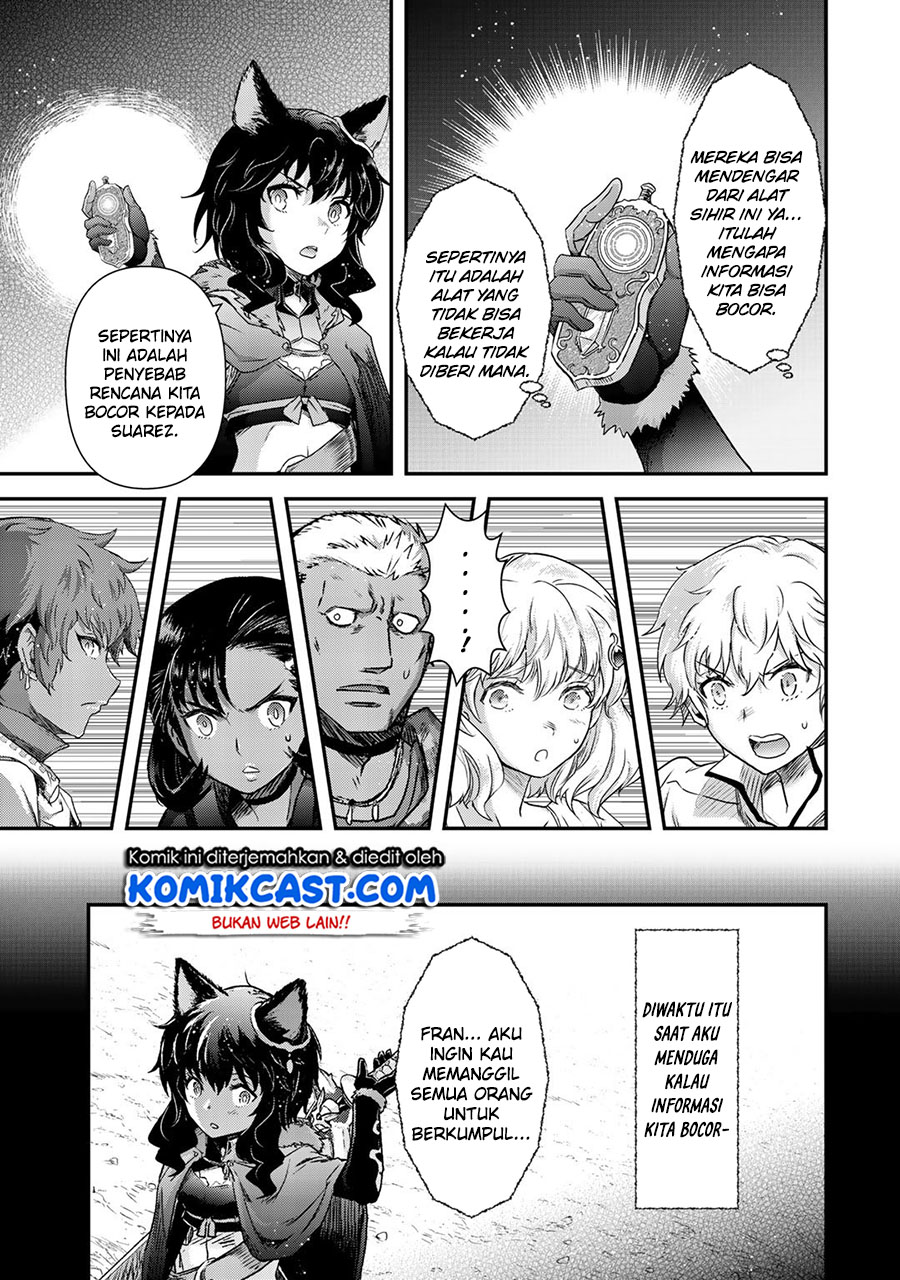 MEREKA BISA
MENDENGAR
DARI ALAT
SIHIR INI YA...
ITULAH
MENGAPA
INFORMASI
KITA BISA
BOCOR.
SEPERTINYA
ITU ADALAH
ALAT YANG
TIDAK BISA
BEKERJA
KALAU TIDAK
DIBERI MANA.
SEPERTINYA
INI ADALAH
PENYEBAB
RENCANA KITA
BOCOR KEPADA
SUAREZ.
......!
Komik ini diterjemahkan & diedit oleh
KOMIKCAST.COM
BUKAN WEB LAIN!!
DIWAKTU ITU
SAAT AKU
MENDUGA
KALAU
INFORMASI
KITA BOCOR-
FRAN... AKU
INGIN KAU
MEMANGGIL
SEMUA ORANG
UNTUK
BERKUMPUL...